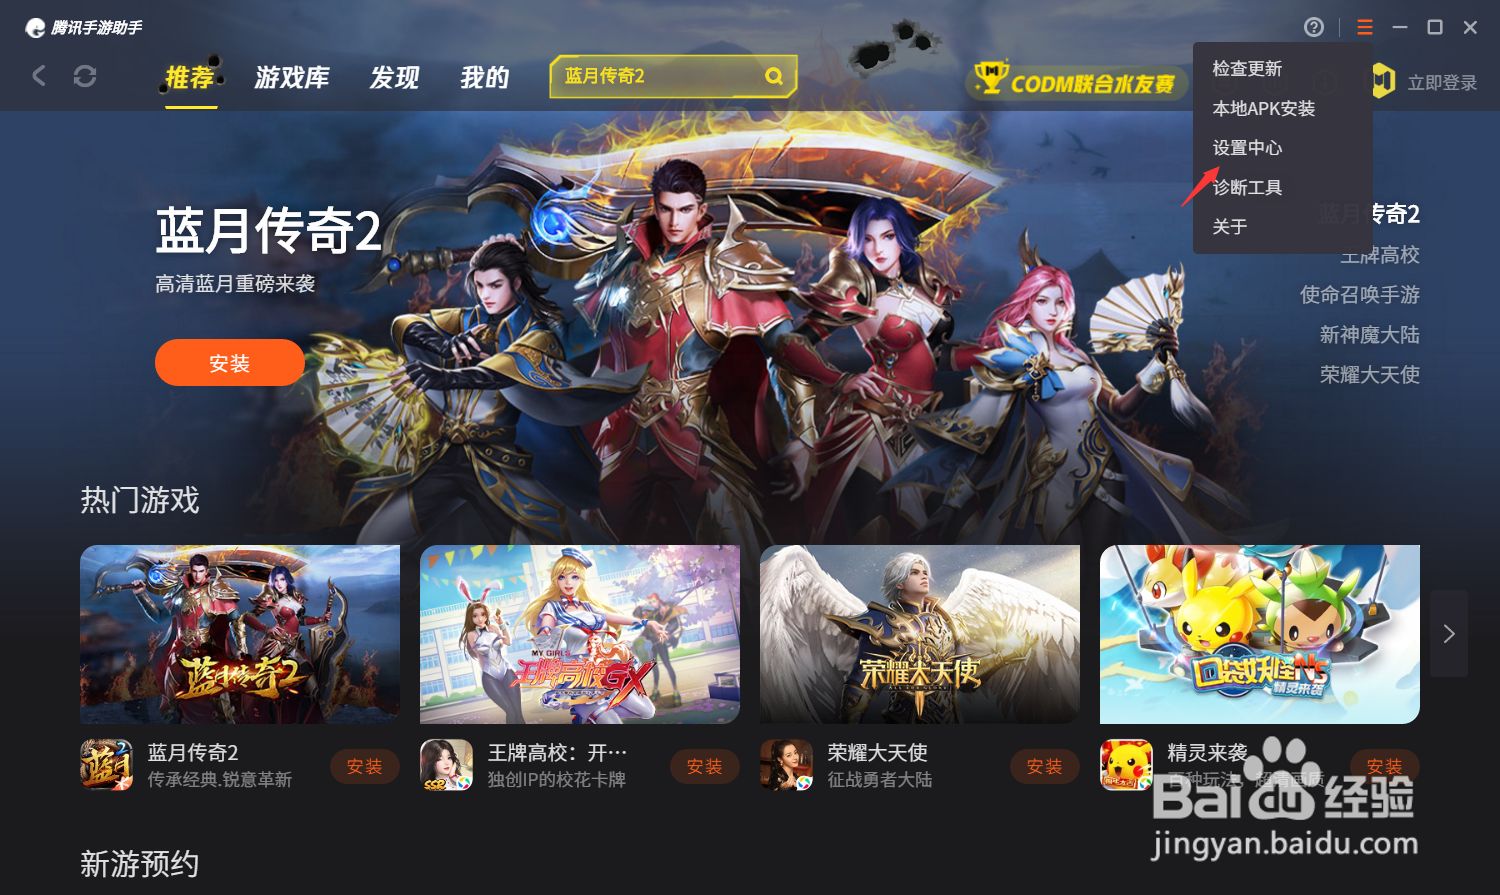 腾讯手游助手
推荐
游戏库
发现
我的
蓝月传奇2
CODM联合水友赛
立即登录
检查更新
本地APK安装
设置中心
诊断工具
关于
蓝月传奇2
高清蓝月重磅来袭
安装
蓝月传奇2
王牌高校
使命召唤手游
新神魔大陆
荣耀大天使
热门游戏
蓝月传奇2
MY GIRLS
王牌高校GX
荣耀大天使
口袋妖怪NS
精灵来袭
蓝月传奇2
传承经典.锐意革新
安装
王牌高校：开…
独创IP的校花卡牌
安装
荣耀大天使
征战勇者大陆
安装
精灵来袭
百种玩法，超清画质
安装
新游预约
Baidu经验
jingyan.baidu.com